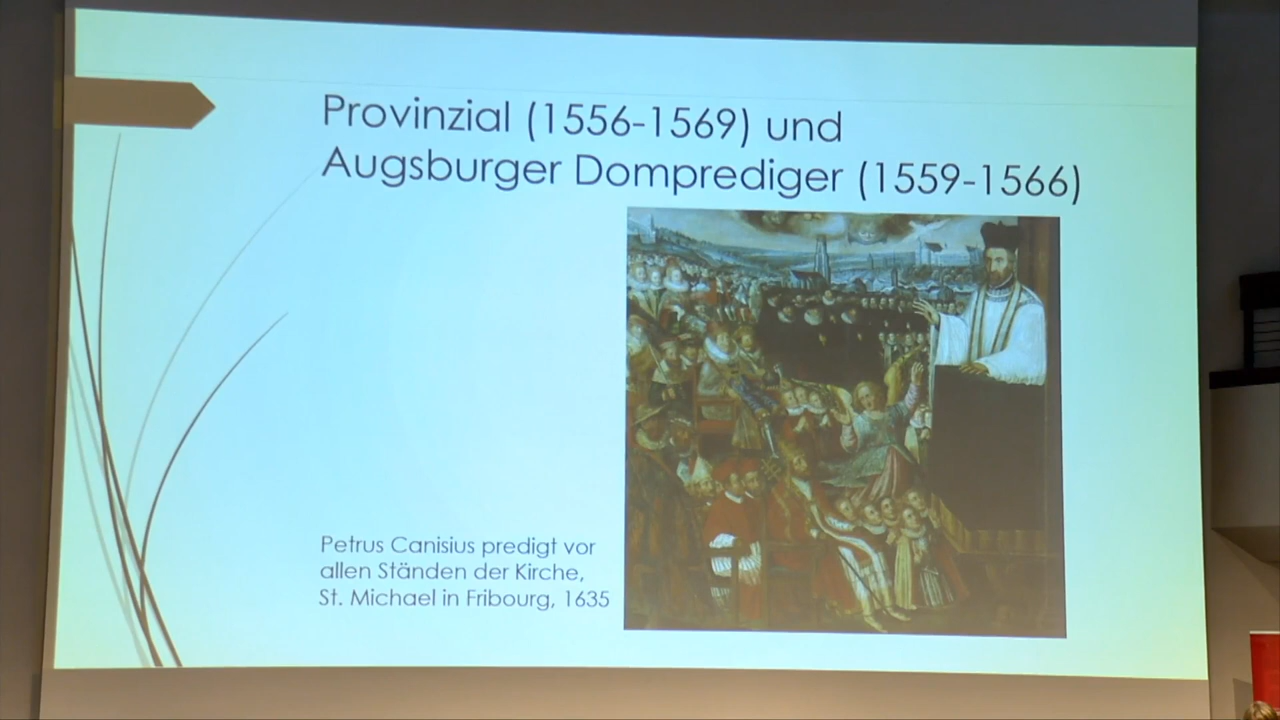 Provinzial (1556-1569) und
Augsburger Domprediger (1559-1566)
Petrus Canisius predigt vor
allen Ständen der Kirche,
St. Michael in Fribourg, 1635